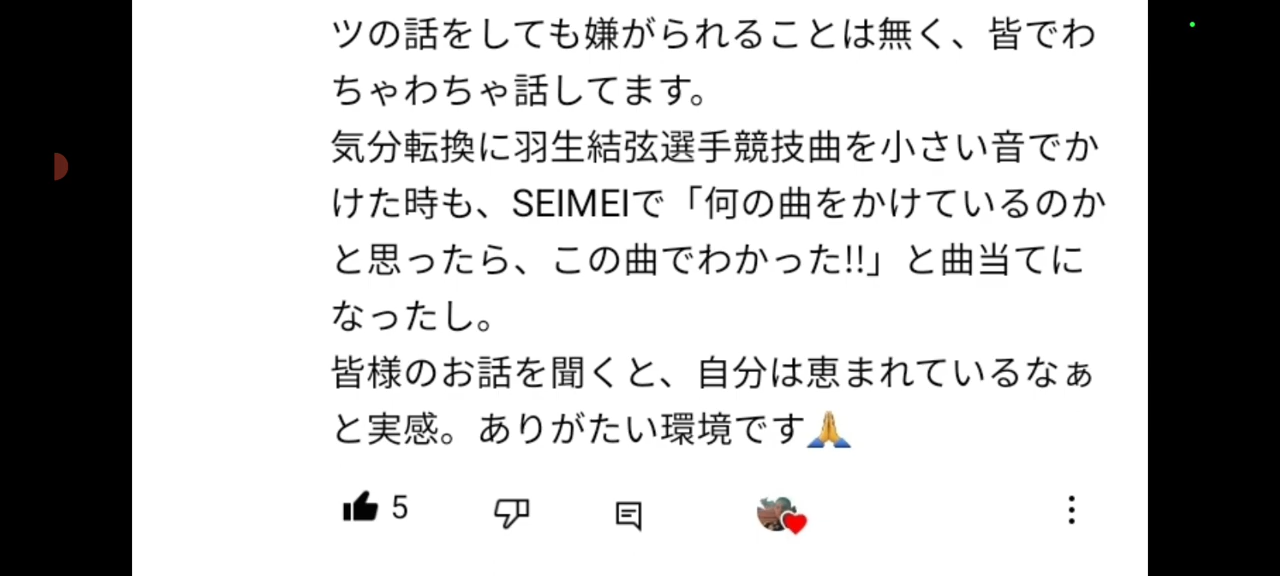 ツの話をしても嫌がられることは無く、皆でわ
ちゃわちゃ話してます。
気分転換に羽生結弦選手競技曲を小さい音でか
けた時も、SEIMEIで「何の曲をかけているのか
と思ったら、この曲でわかった!!」と曲当てに
なったし。
皆様のお話を聞くと、自分は恵まれているなぁ
と実感。ありがたい環境です🙏
5